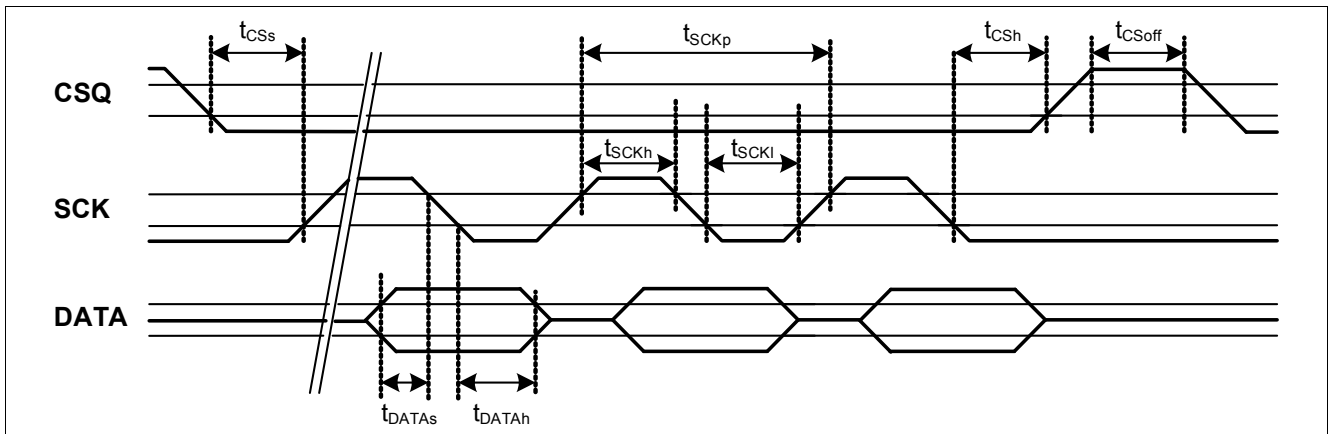 tCSs
tSCKp
tCSh
tCSoff
CSQ
tSCKh
tSCKl
SCK
DATA
tDATAs
tDATAh